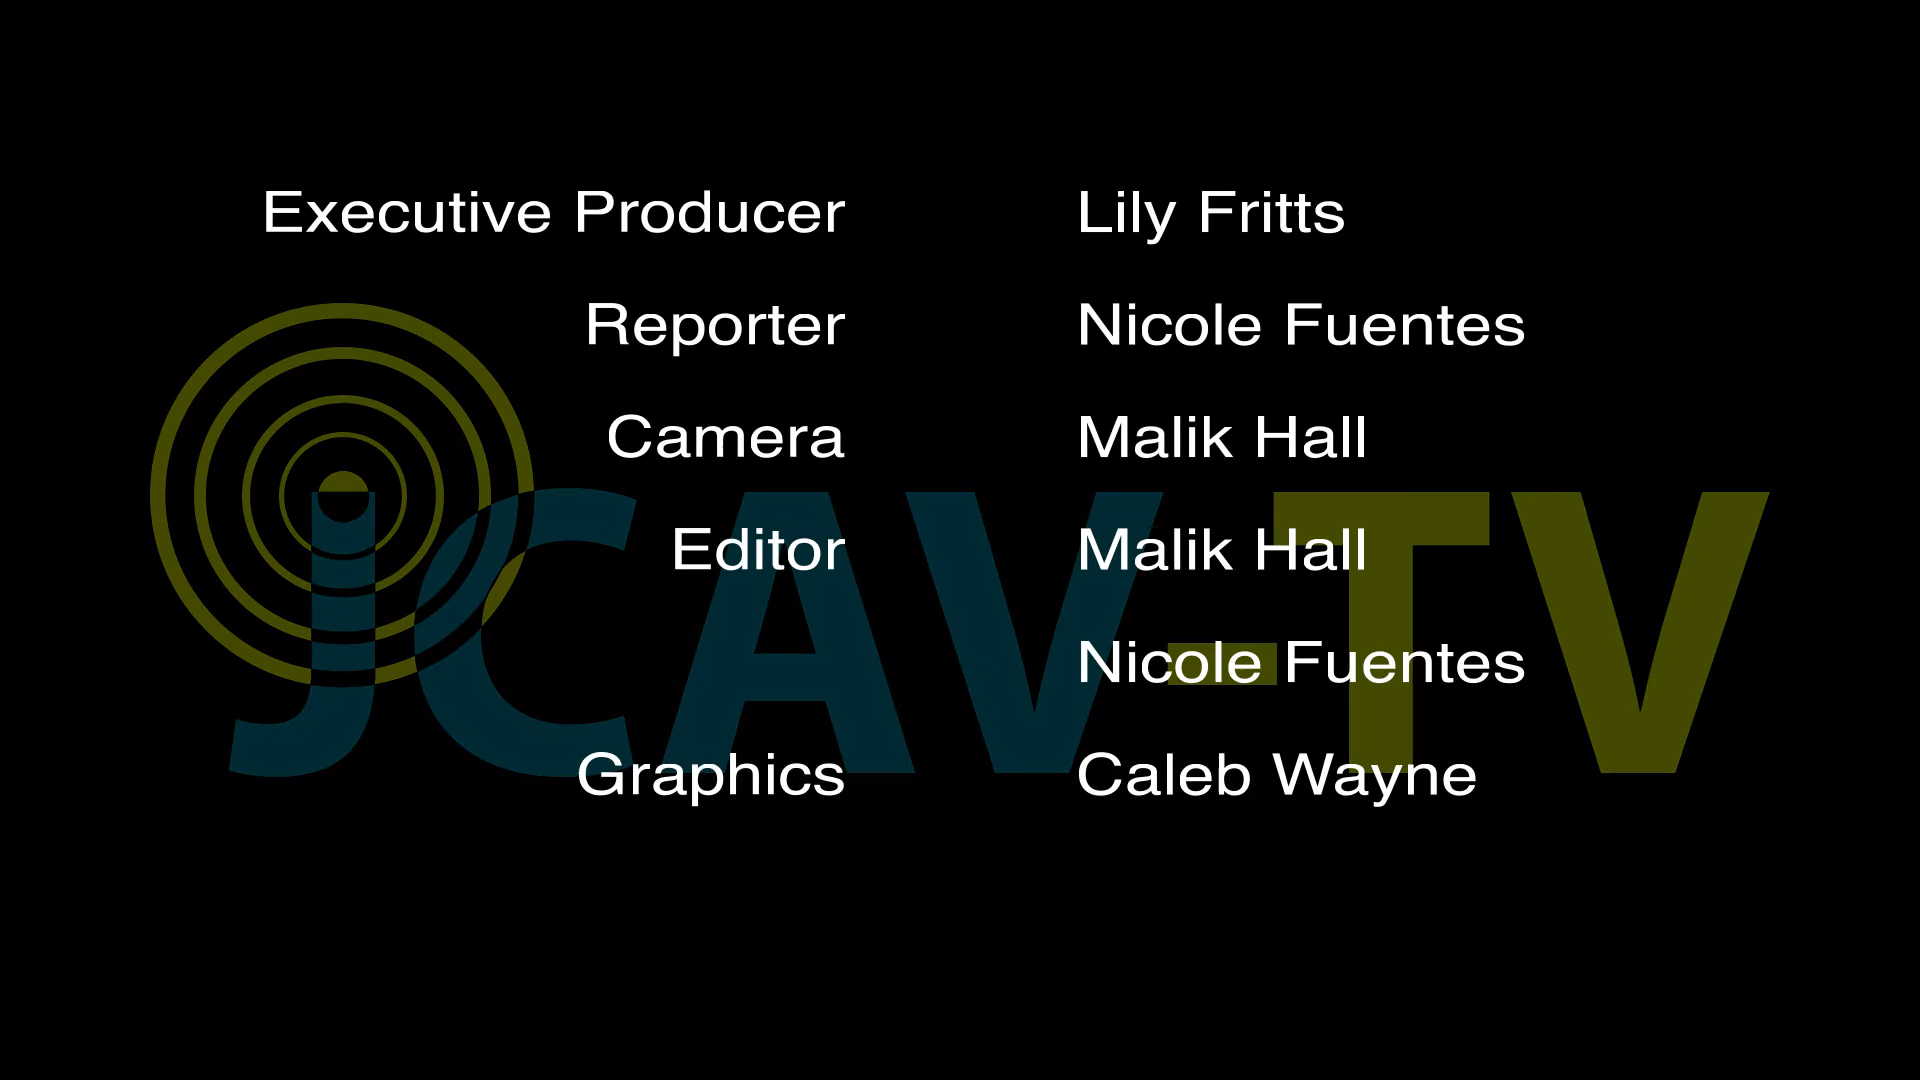 Executive Producer Lily Fritts
Reporter Nicole Fuentes
Camera Malik Hall
Editor Malik Hall
Nicole Fuentes
Graphics Caleb Wayne
JCAV-TV